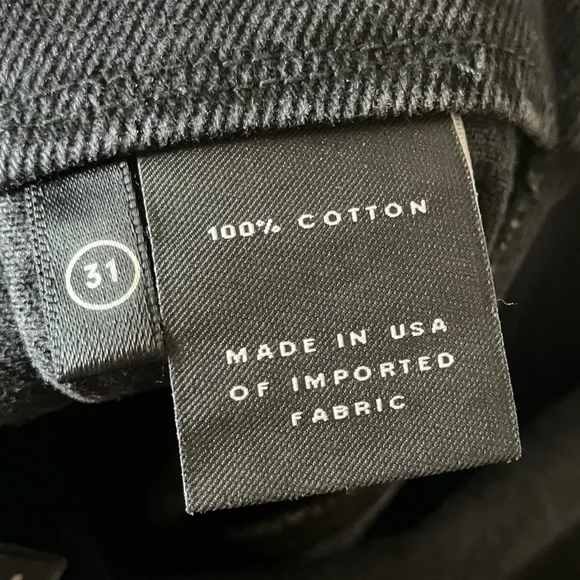 31
100% COTTON
MADE IN USA
OF IMPORTED
FABRIC